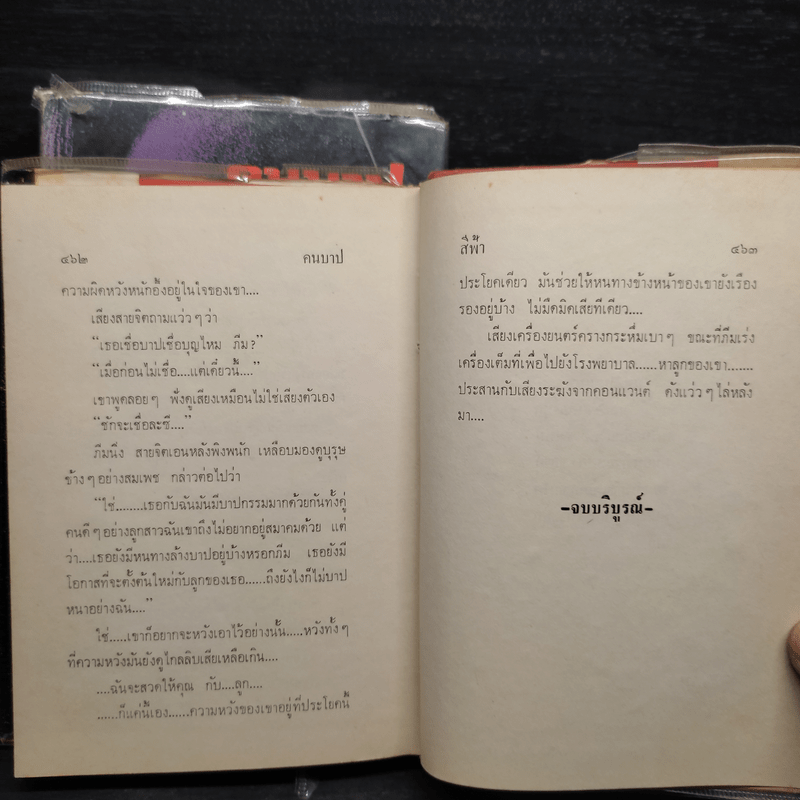 คนบาป
๔๖๒ คนบาป
ความผิดหวังหนักอึ้งอยู่ในใจของเขา....
เสียงสายจิตถามแว่ว ๆ ว่า
“เธอเชื่อบาปเชื่อบุญไหม ภีม?”
“เมื่อก่อนไม่เชื่อ....แต่เดี๋ยวนี้....”
เขาพูดลอย ๆ ฟังดูเสียงเหมือนไม่ใช่เสียงตัวเอง
“ชักจะเชื่อละซี....”
ภีมนิ่ง สายจิตเอนหลังพิงพนัก เหลือบมองดูบุรุษ
ข้าง ๆ อย่างสมเพช กล่าวต่อไปว่า
“ใช่........เธอกับฉันมันมีบาปกรรมมากด้วยกันทั้งคู่
คนดี ๆ อย่างลูกสาวฉันเขาถึงไม่อยากอยู่สมาคมด้วย แต่
ว่า....เธอยังมีหนทางล้างบาปอยู่บ้างหรอกภีม เธอยังมี
โอกาสที่จะตั้งต้นใหม่กับลูกของเธอ......ถึงยังไงก็ไม่บาป
หนาอย่างฉัน....”
ใช่.....เขาก็อยากจะหวังเอาไว้อย่างนั้น.....หวังทั้ง ๆ
ที่ความหวังมันยังดูไกลลิบเสียเหลือเกิน....
....ฉันจะสวดให้คุณ กับ....ลูก....
......ก็แค่นี้เอง......ความหวังของเขาอยู่ที่ประโยคนี้
สีฟ้า ๔๖๓
ประโยคเดียว มันช่วยให้หนทางข้างหน้าของเขายังเรือง
รองอยู่บ้าง ไม่มืดมิดเสียทีเดียว....
เสียงเครื่องยนตร์ครางกระหึ่มเบา ๆ ขณะที่ภีมเร่ง
เครื่องเต็มที่เพื่อไปยังโรงพยาบาล......หาลูกของเขา.......
ประสานกับเสียงระฆังจากคอนแวนต์ ดังแว่ว ๆ ไล่หลัง
มา....
–จบบริบูรณ์–